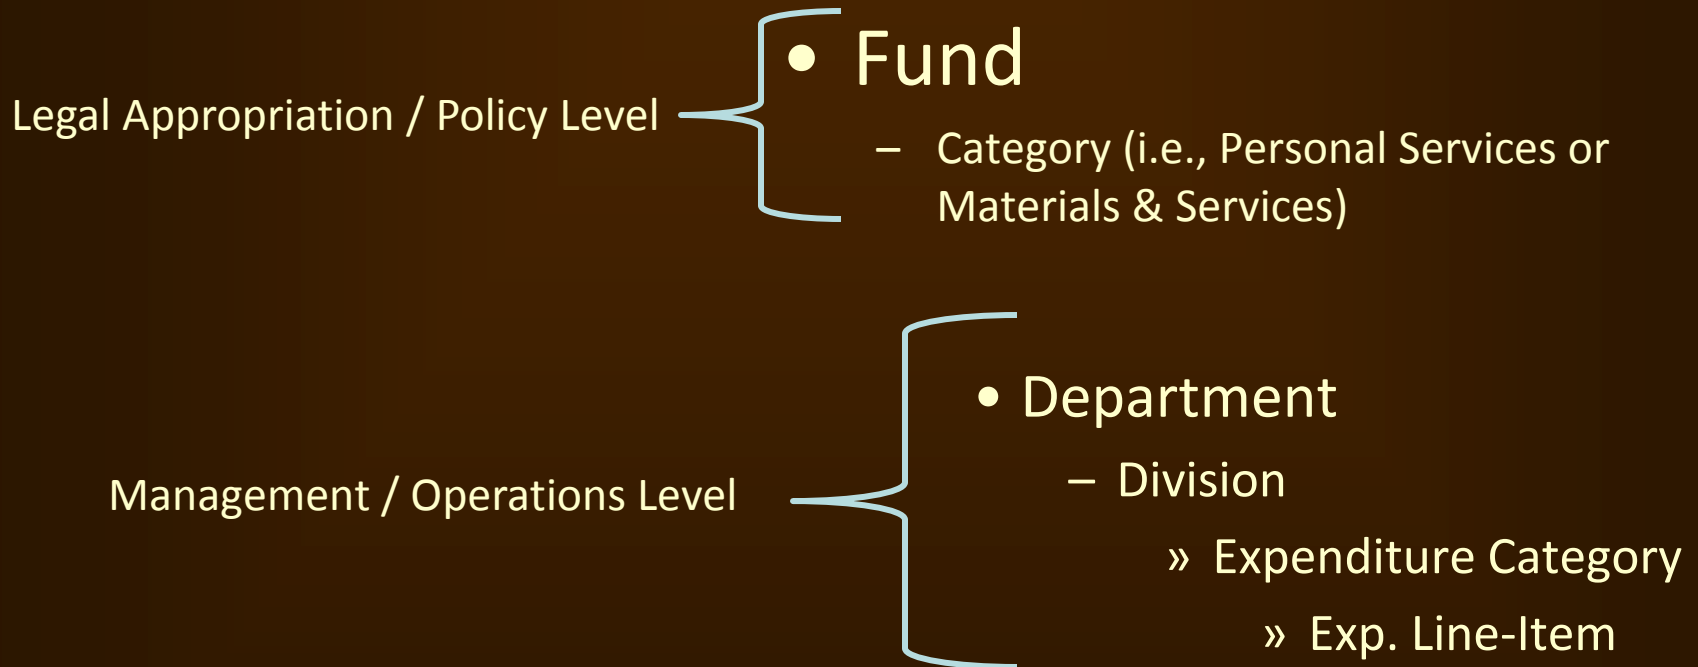 • Fund
Legal Appropriation / Policy Level
– Category (i.e., Personal Services or
Materials & Services)
• Department
– Division
Management / Operations Level
» Expenditure Category
» Exp. Line-Item